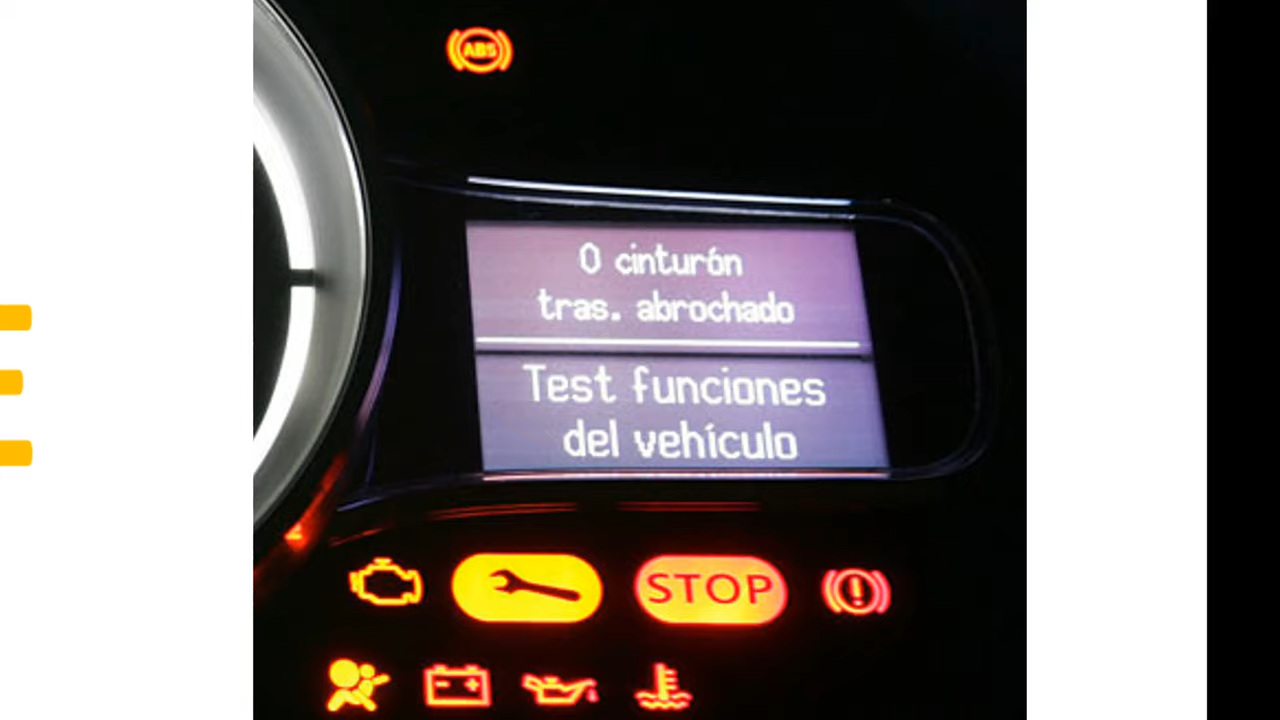 ABS
0 cinturón
tras. abrochado
Test funciones
del vehículo
STOP